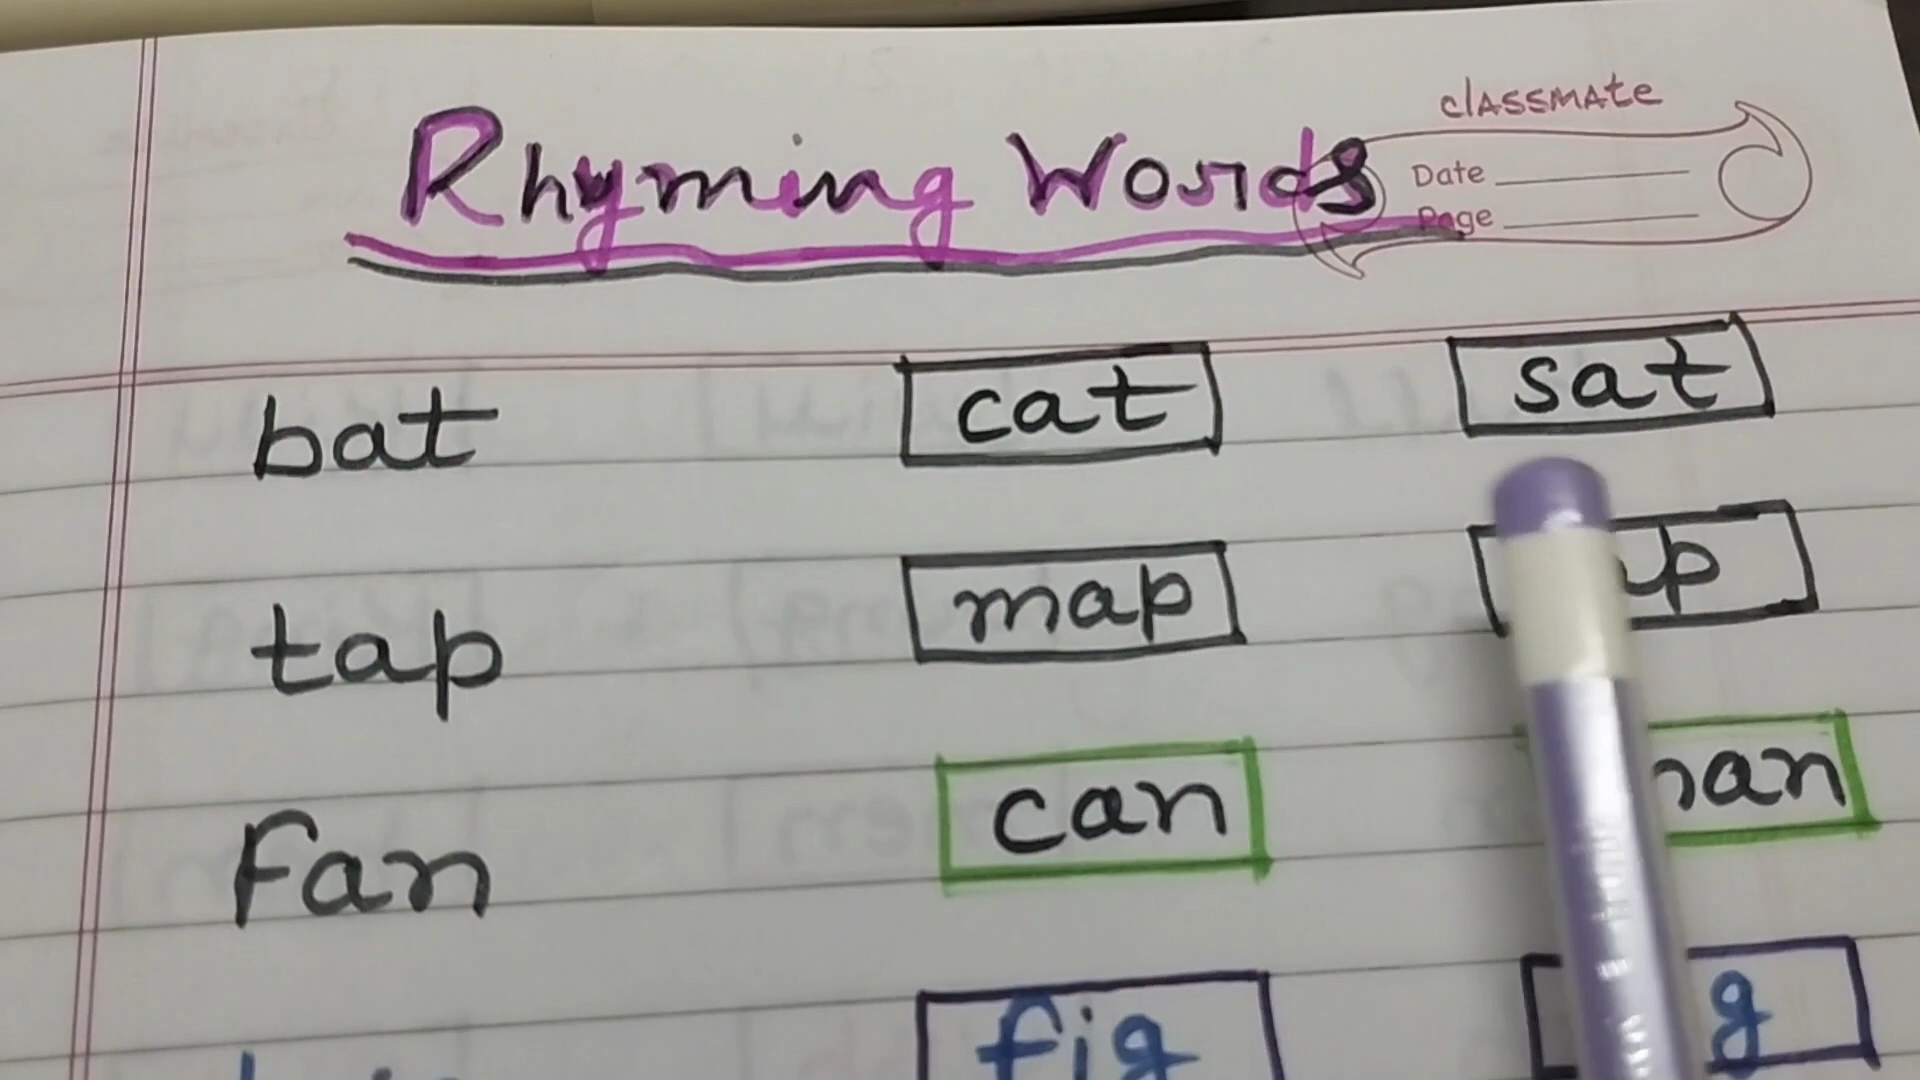 classmate
Rhyming Words
Date
Page
bat cat sat
tap map
Fan can
fig